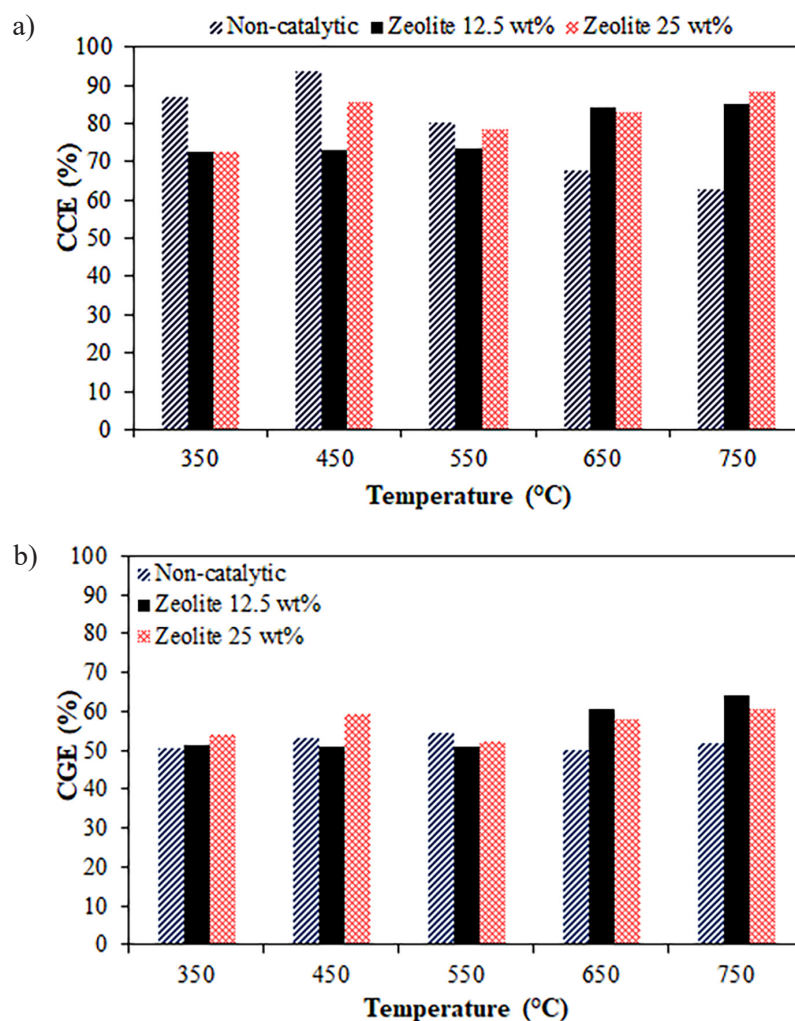 a)
Non-catalytic Zeolite 12.5 wt% Zeolite 25 wt%
100
90
80
70
60
50
40
30
20
10
0
CCE (%)
350 450 550 650 750
Temperature (°C)
b)
Non-catalytic
Zeolite 12.5 wt%
Zeolite 25 wt%
100
90
80
70
60
50
40
30
20
10
0
CGE (%)
350 450 550 650 750
Temperature (°C)